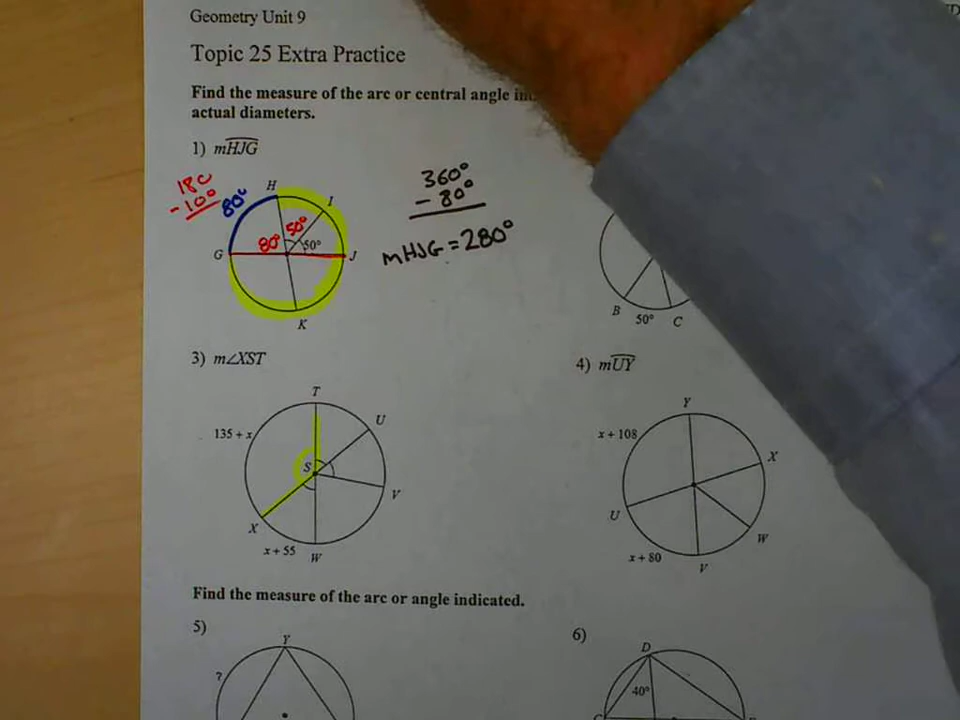 Geometry Unit 9
Topic 25 Extra Practice
Find the measure of the arc or central angle
actual diameters.
1) mHJG
180
- 100
80°
H
I
50°
80°
50°
G
J
K
360°
- 80°
mHJG = 280°
B
50°
C
3) m∠XST
T
U
135 + x
S
V
X
x + 55
W
4) mUY
Y
x + 108
X
U
W
x + 80
V
Find the measure of the arc or angle indicated.
5)
Y
?
6)
D
40°